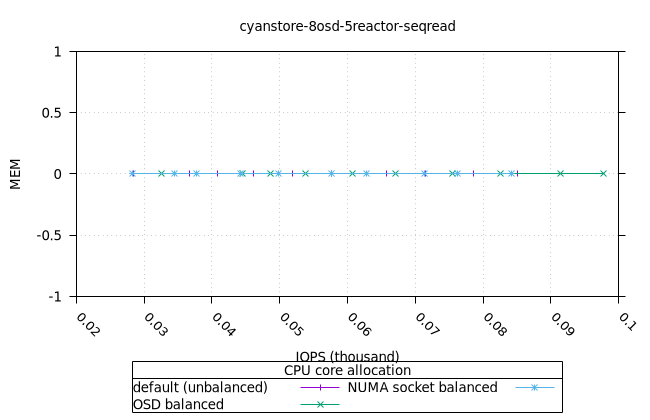 cyanstore-8osd-5reactor-seqread
1
0.5
0
-0.5
-1
MEM
0.02
0.03
0.04
0.05
0.06
0.07
0.08
0.09
0.1
IOPS (thousand)
CPU core allocation
default (unbalanced) NUMA socket balanced
OSD balanced